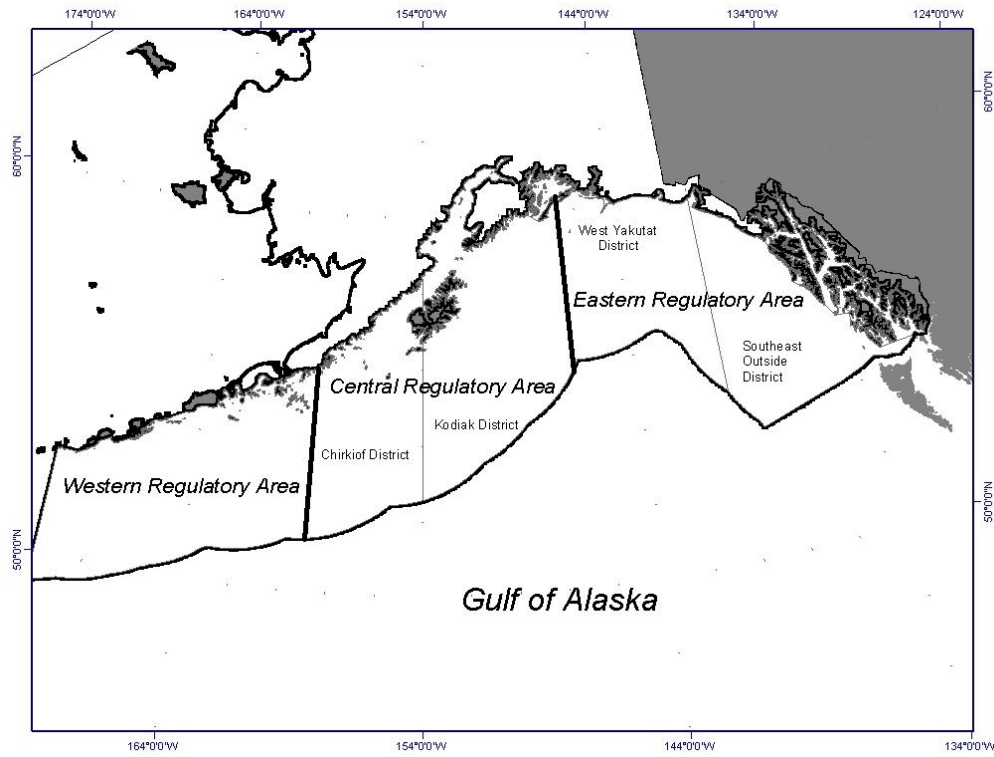 174°0'0"W 164°0'0"W 154°0'0"W 144°0'0"W 134°0'0"W 124°0'0"W
60°0'0"N
60°0'0"N
West Yakutat
District
Eastern Regulatory Area
Southeast
Outside
District
Central Regulatory Area
Kodiak District
Chirkiof District
Western Regulatory Area
50°0'0"N
50°0'0"N
Gulf of Alaska
164°0'0"W 154°0'0"W 144°0'0"W 134°0'0"W